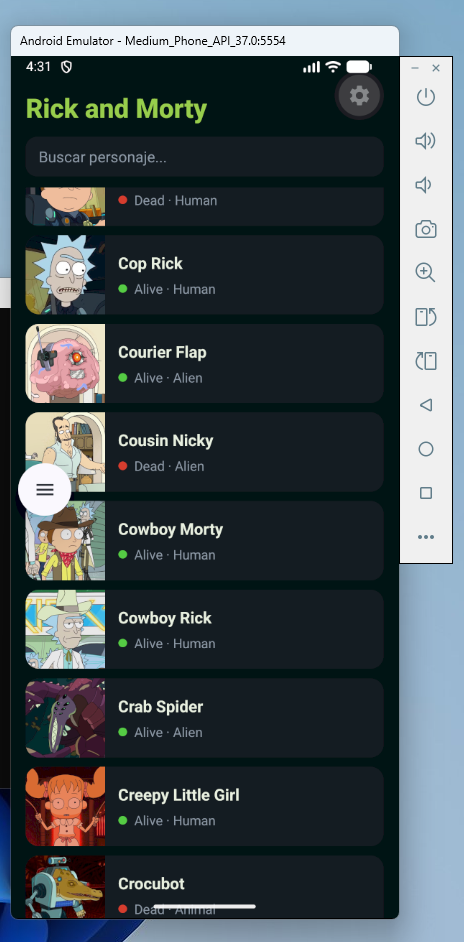 Android Emulator - Medium_Phone_API_37.0:5554
4:31
Rick and Morty
Buscar personaje...
Dead · Human
Cop Rick
Alive · Human
Courier Flap
Alive · Alien
Cousin Nicky
Dead · Alien
Cowboy Morty
Alive · Human
Cowboy Rick
Alive · Human
Crab Spider
Alive · Alien
Creepy Little Girl
Alive · Human
Crocubot
Dead · Animal